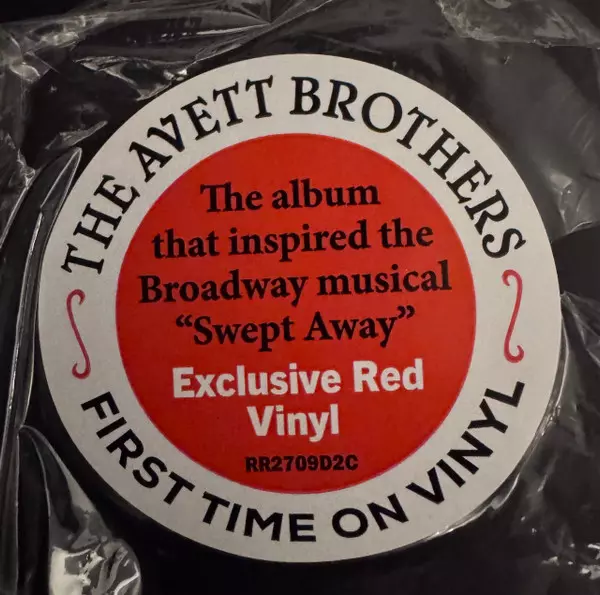 THE AVETT BROTHERS
The album
that inspired the
Broadway musical
“Swept Away”
Exclusive Red
Vinyl
RR2709D2C
FIRST TIME ON VINYL